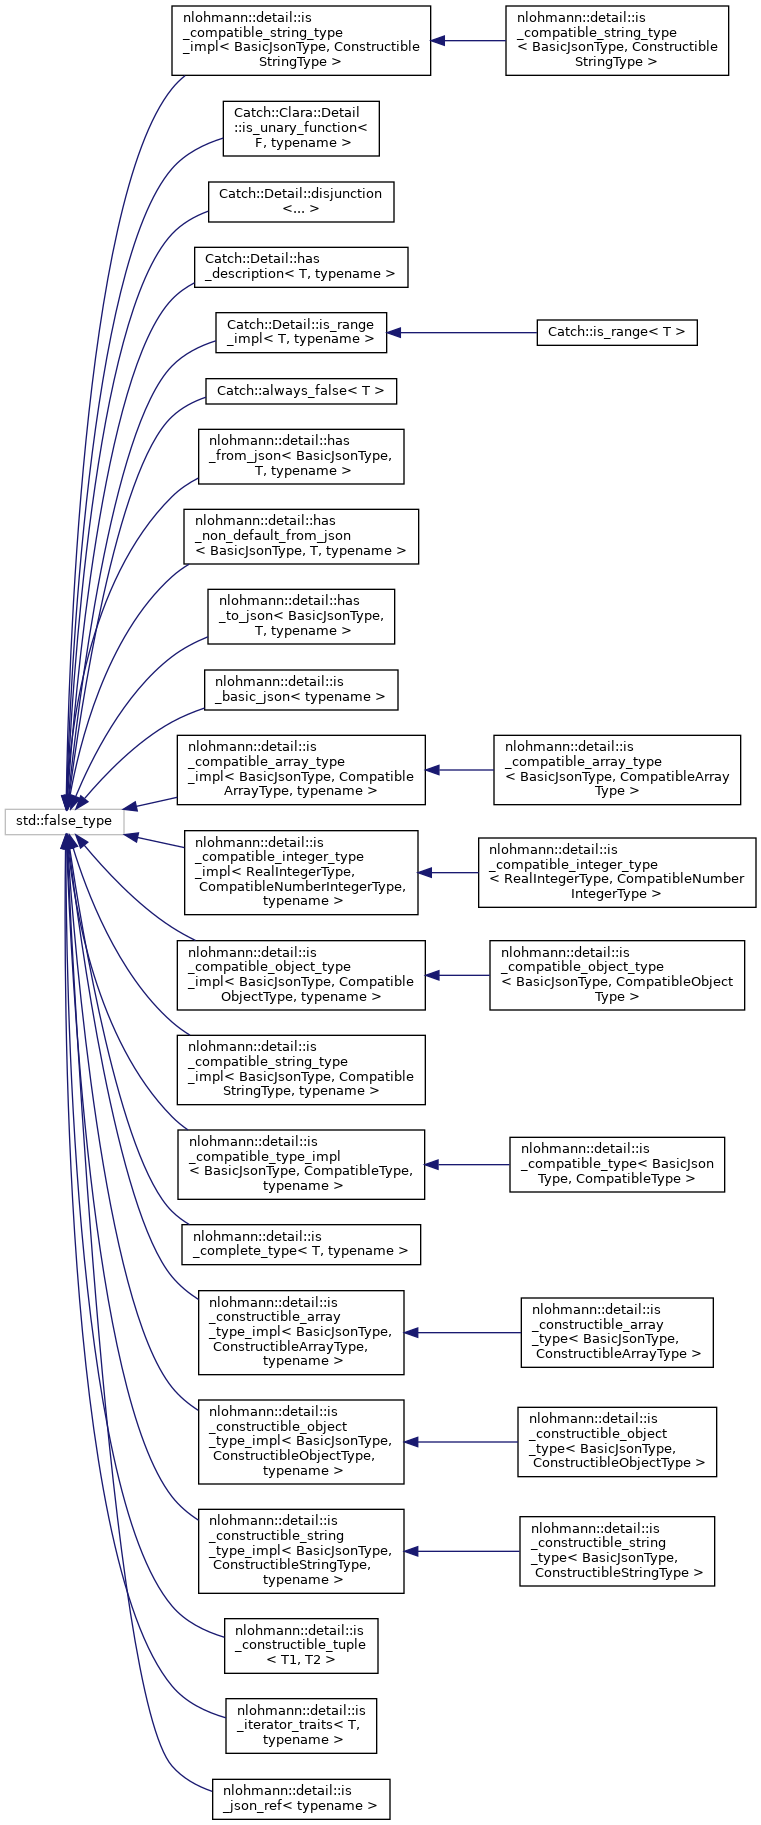 nlohmann::detail::is
_compatible_string_type
_impl< BasicJsonType, Constructible
StringType >
nlohmann::detail::is
_compatible_string_type
< BasicJsonType, Constructible
StringType >
Catch::Clara::Detail
::is_unary_function<
F, typename >
Catch::Detail::disjunction
<... >
Catch::Detail::has
_description< T, typename >
Catch::Detail::is_range
_impl< T, typename >
Catch::is_range< T >
Catch::always_false< T >
nlohmann::detail::has
_from_json< BasicJsonType,
T, typename >
nlohmann::detail::has
_non_default_from_json
< BasicJsonType, T, typename >
nlohmann::detail::has
_to_json< BasicJsonType,
T, typename >
nlohmann::detail::is
_basic_json< typename >
nlohmann::detail::is
_compatible_array_type
_impl< BasicJsonType, Compatible
ArrayType, typename >
nlohmann::detail::is
_compatible_array_type
< BasicJsonType, CompatibleArray
Type >
std::false_type
nlohmann::detail::is
_compatible_integer_type
_impl< RealIntegerType,
CompatibleNumberIntegerType,
typename >
nlohmann::detail::is
_compatible_integer_type
< RealIntegerType, CompatibleNumber
IntegerType >
nlohmann::detail::is
_compatible_object_type
_impl< BasicJsonType, Compatible
ObjectType, typename >
nlohmann::detail::is
_compatible_object_type
< BasicJsonType, CompatibleObject
Type >
nlohmann::detail::is
_compatible_string_type
_impl< BasicJsonType, Compatible
StringType, typename >
nlohmann::detail::is
_compatible_type_impl
< BasicJsonType, CompatibleType,
typename >
nlohmann::detail::is
_compatible_type< BasicJson
Type, CompatibleType >
nlohmann::detail::is
_complete_type< T, typename >
nlohmann::detail::is
_constructible_array
_type_impl< BasicJsonType,
ConstructibleArrayType,
typename >
nlohmann::detail::is
_constructible_array
_type< BasicJsonType,
ConstructibleArrayType >
nlohmann::detail::is
_constructible_object
_type_impl< BasicJsonType,
ConstructibleObjectType,
typename >
nlohmann::detail::is
_constructible_object
_type< BasicJsonType,
ConstructibleObjectType >
nlohmann::detail::is
_constructible_string
_type_impl< BasicJsonType,
ConstructibleStringType,
typename >
nlohmann::detail::is
_constructible_string
_type< BasicJsonType,
ConstructibleStringType >
nlohmann::detail::is
_constructible_tuple
< T1, T2 >
nlohmann::detail::is
_iterator_traits< T,
typename >
nlohmann::detail::is
_json_ref< typename >